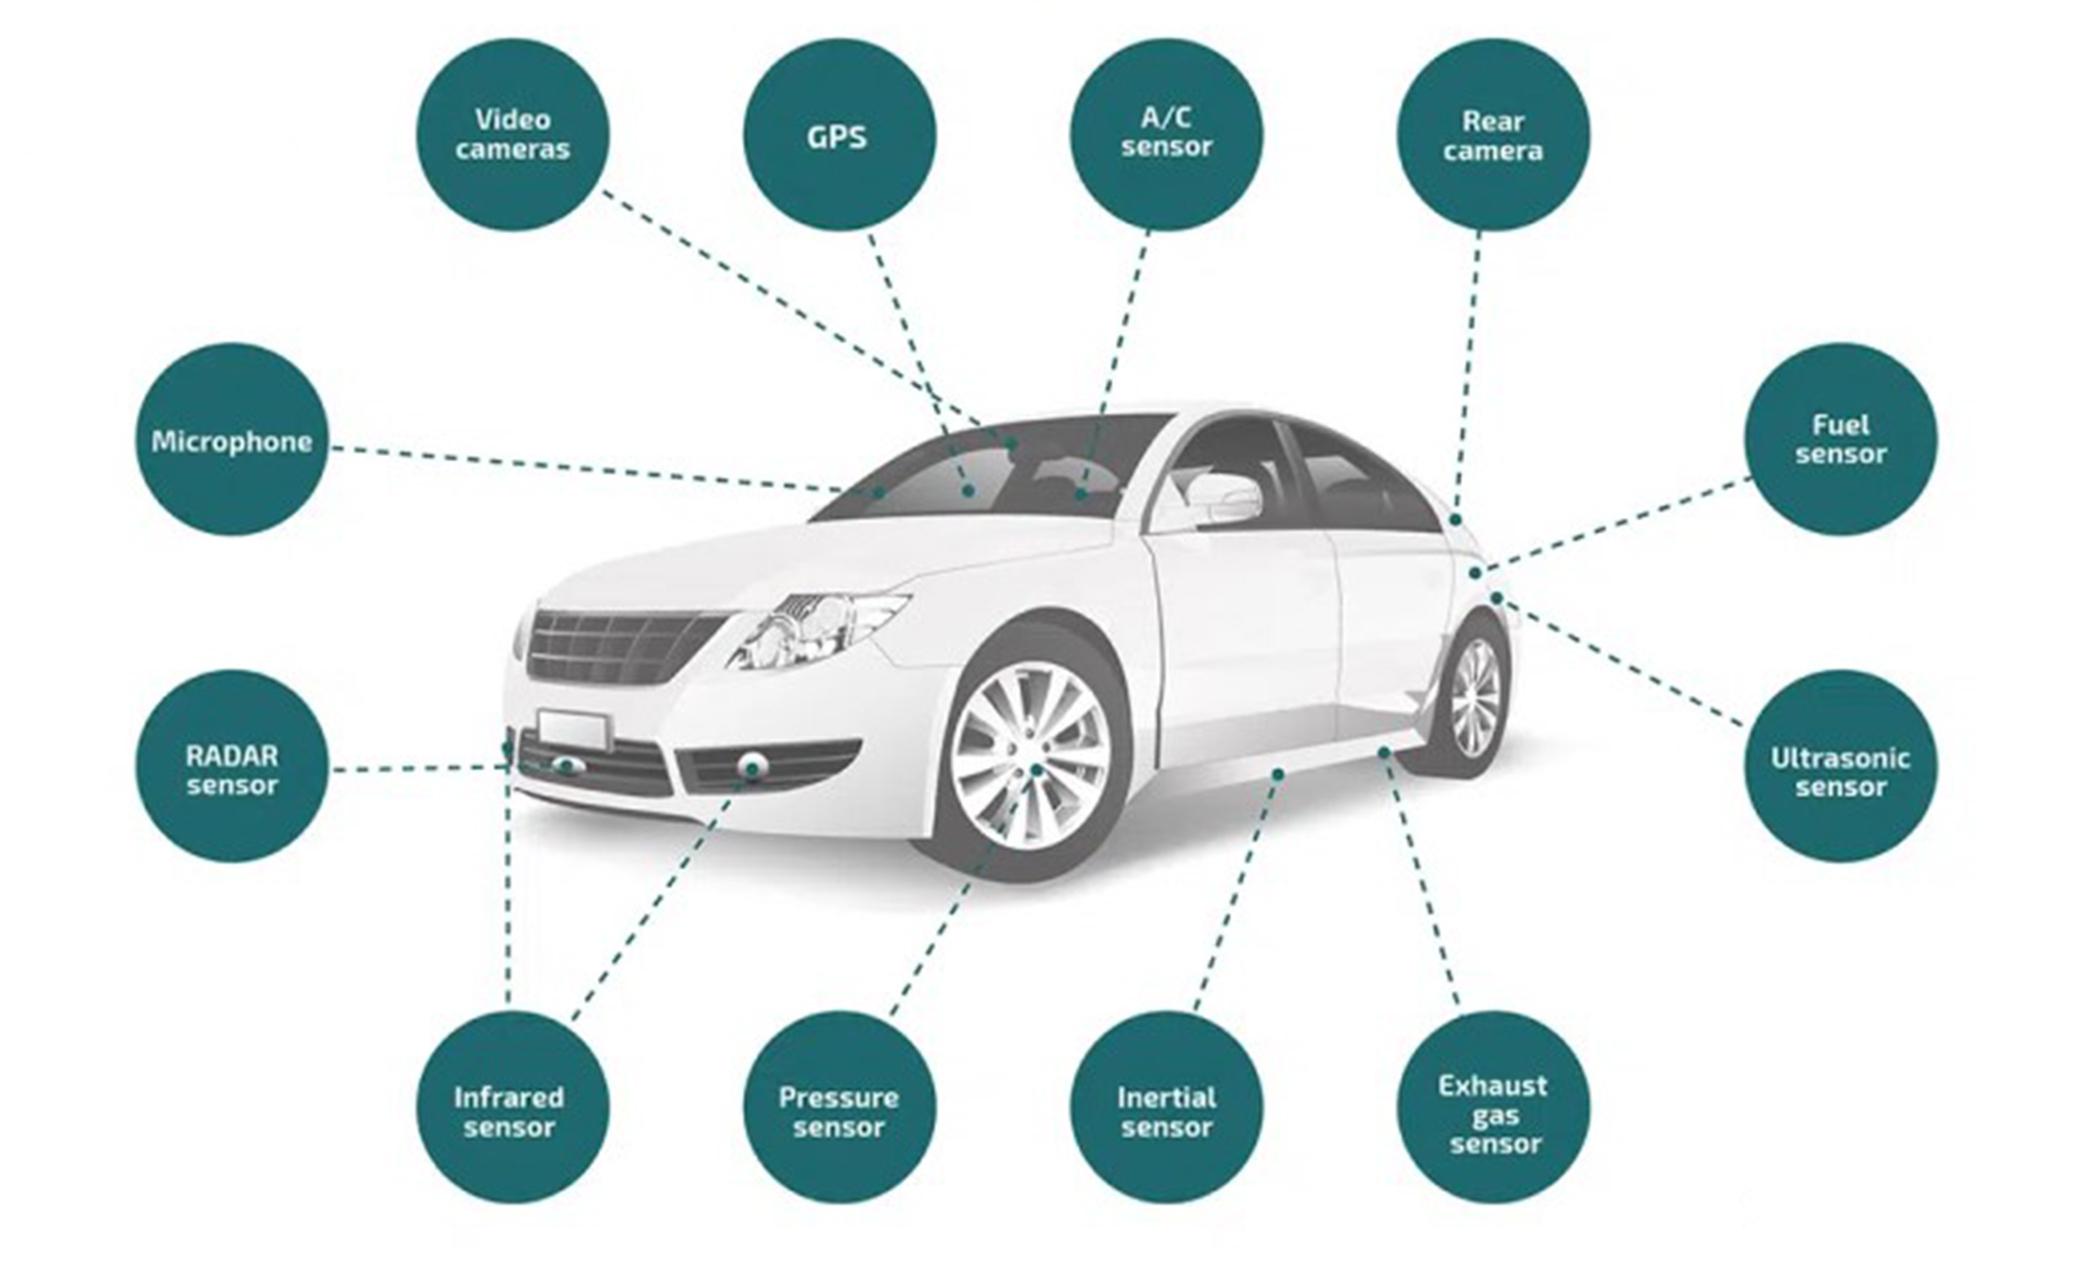 Video
cameras
GPS
A/C
sensor
Rear
camera
Microphone
Fuel
sensor
RADAR
sensor
Ultrasonic
sensor
Infrared
sensor
Pressure
sensor
Inertial
sensor
Exhaust
gas
sensor